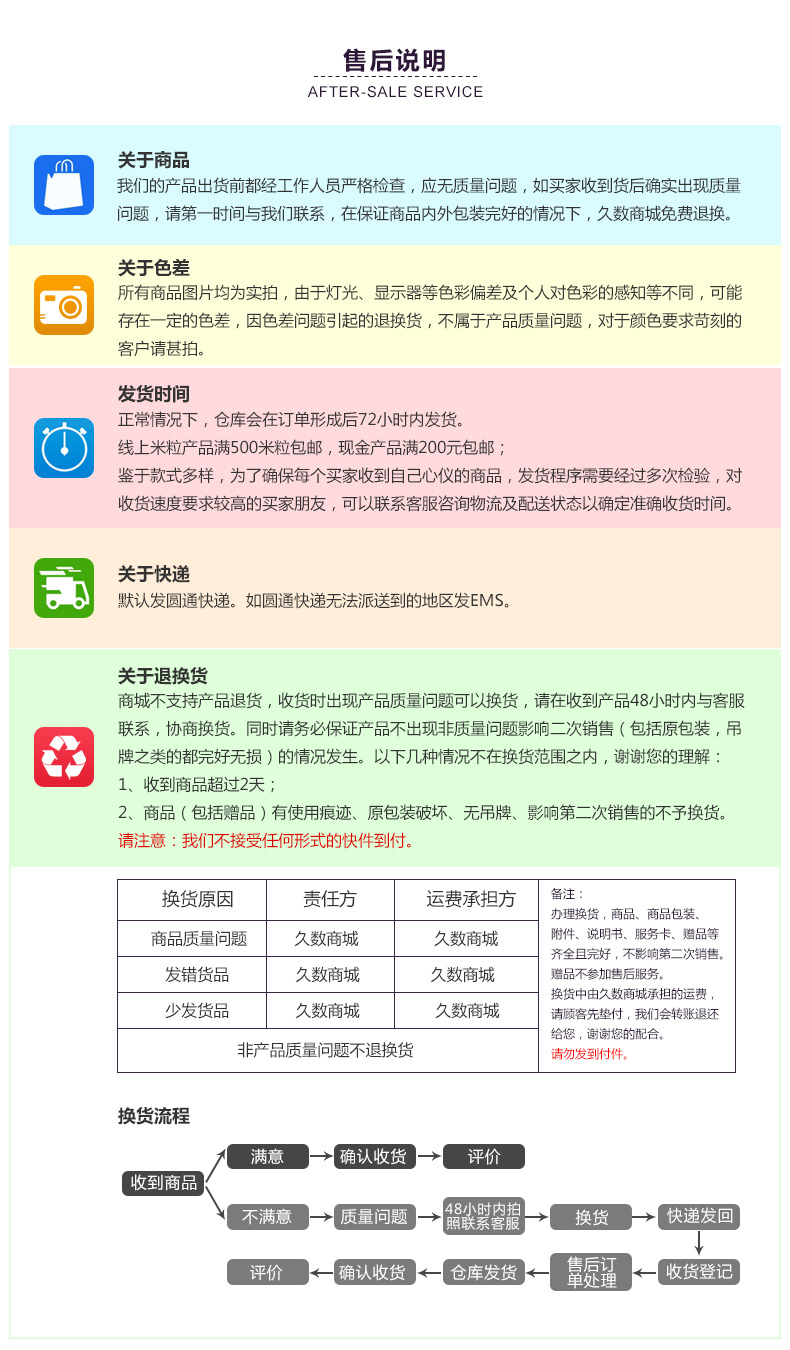 售后说明
AFTER-SALE SERVICE
关于商品
我们的产品出货前都经工作人员严格检查，应无质量问题，如买家收到货后确实出现质量
问题，请第一时间与我们联系，在保证商品内外包装完好的情况下，久数商城免费退换。
关于色差
所有商品图片均为实拍，由于灯光、显示器等色彩偏差及个人对色彩的感知等不同，可能
存在一定的色差，因色差问题引起的退换货，不属于产品质量问题，对于颜色要求苛刻的
客户请甚拍。
发货时间
正常情况下，仓库会在订单形成后72小时内发货。
线上米粒产品满500米粒包邮，现金产品满200元包邮；
鉴于款式多样，为了确保每个买家收到自己心仪的商品，发货程序需要经过多次检验，对
收货速度要求较高的买家朋友，可以联系客服咨询物流及配送状态以确定准确收货时间。
关于快递
默认发圆通快递。如圆通快递无法派送到的地区发EMS。
关于退换货
商城不支持产品退货，收货时出现产品质量问题可以换货，请在收到产品48小时内与客服
联系，协商换货。同时请务必保证产品不出现非质量问题影响二次销售（包括原包装，吊
牌之类的都完好无损）的情况发生。以下几种情况不在换货范围之内，谢谢您的理解：
1、收到商品超过2天；
2、商品（包括赠品）有使用痕迹、原包装破坏、无吊牌、影响第二次销售的不予换货。
请注意：我们不接受任何形式的快件到付。
换货原因 责任方 运费承担方
商品质量问题 久数商城 久数商城
发错货品 久数商城 久数商城
少发货品 久数商城 久数商城
非产品质量问题不退换货
备注：
办理换货，商品、商品包装、
附件、说明书、服务卡、赠品等
齐全且完好，不影响第二次销售。
赠品不参加售后服务。
换货中由久数商城承担的运费，
请顾客先垫付，我们会转账退还
给您，谢谢您的配合。
请勿发到付件。
换货流程
收到商品
满意 确认收货 评价
不满意 质量问题 48小时内拍
照联系客服 换货 快递发回
评价 确认收货 仓库发货 售后订
单处理 收货登记